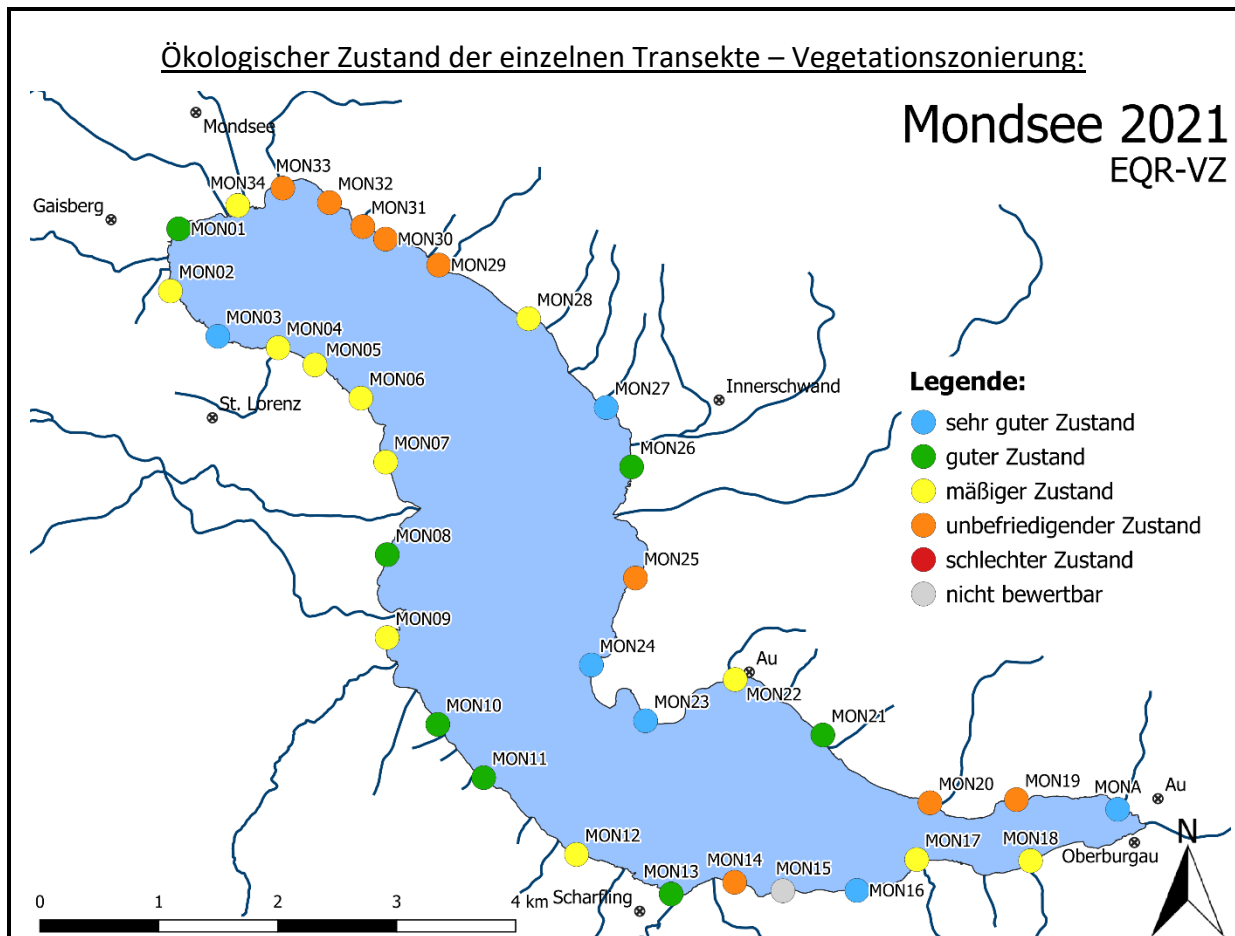 Ökologischer Zustand der einzelnen Transekte – Vegetationszonierung:
Mondsee 2021
EQR-VZ
Mondsee
MON33
MON34
MON32
Gaisberg
MON31
MON01
MON30
MON29
MON02
MON28
MON03
MON04
MON05
MON06
MON27
Innerschwand
St. Lorenz
MON26
MON07
MON08
MON25
MON09
MON24
Au
MON22
MON23
MON10
MON21
MON11
MON20
MON19
MONA
Au
MON12
MON17
MON18
Oberburgau
MON13
MON14
MON15
MON16
Scharfling
Legende:
sehr guter Zustand
guter Zustand
mäßiger Zustand
unbefriedigender Zustand
schlechter Zustand
nicht bewertbar
N
0 1 2 3 4 km